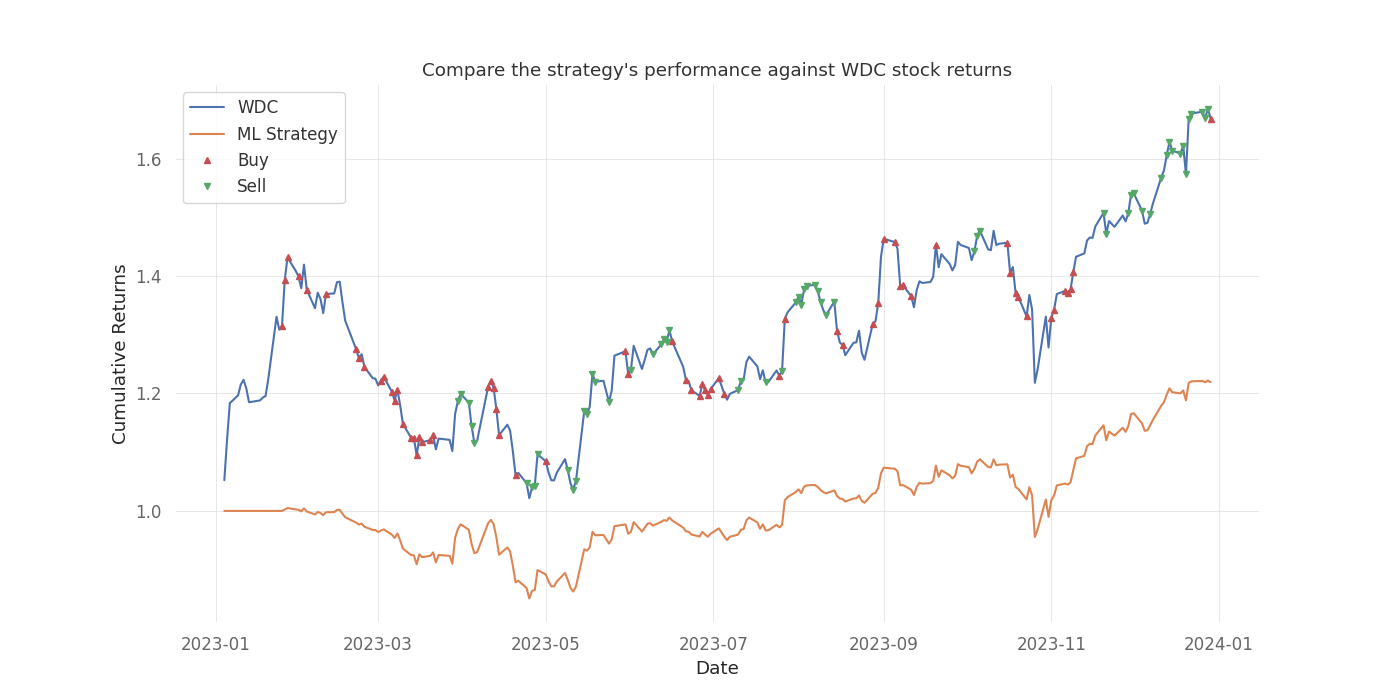 Compare the strategy's performance against WDC stock returns
WDC
ML Strategy
Buy
Sell
Cumulative Returns
1.6
1.4
1.2
1.0
2023-01
2023-03
2023-05
2023-07
2023-09
2023-11
2024-01
Date